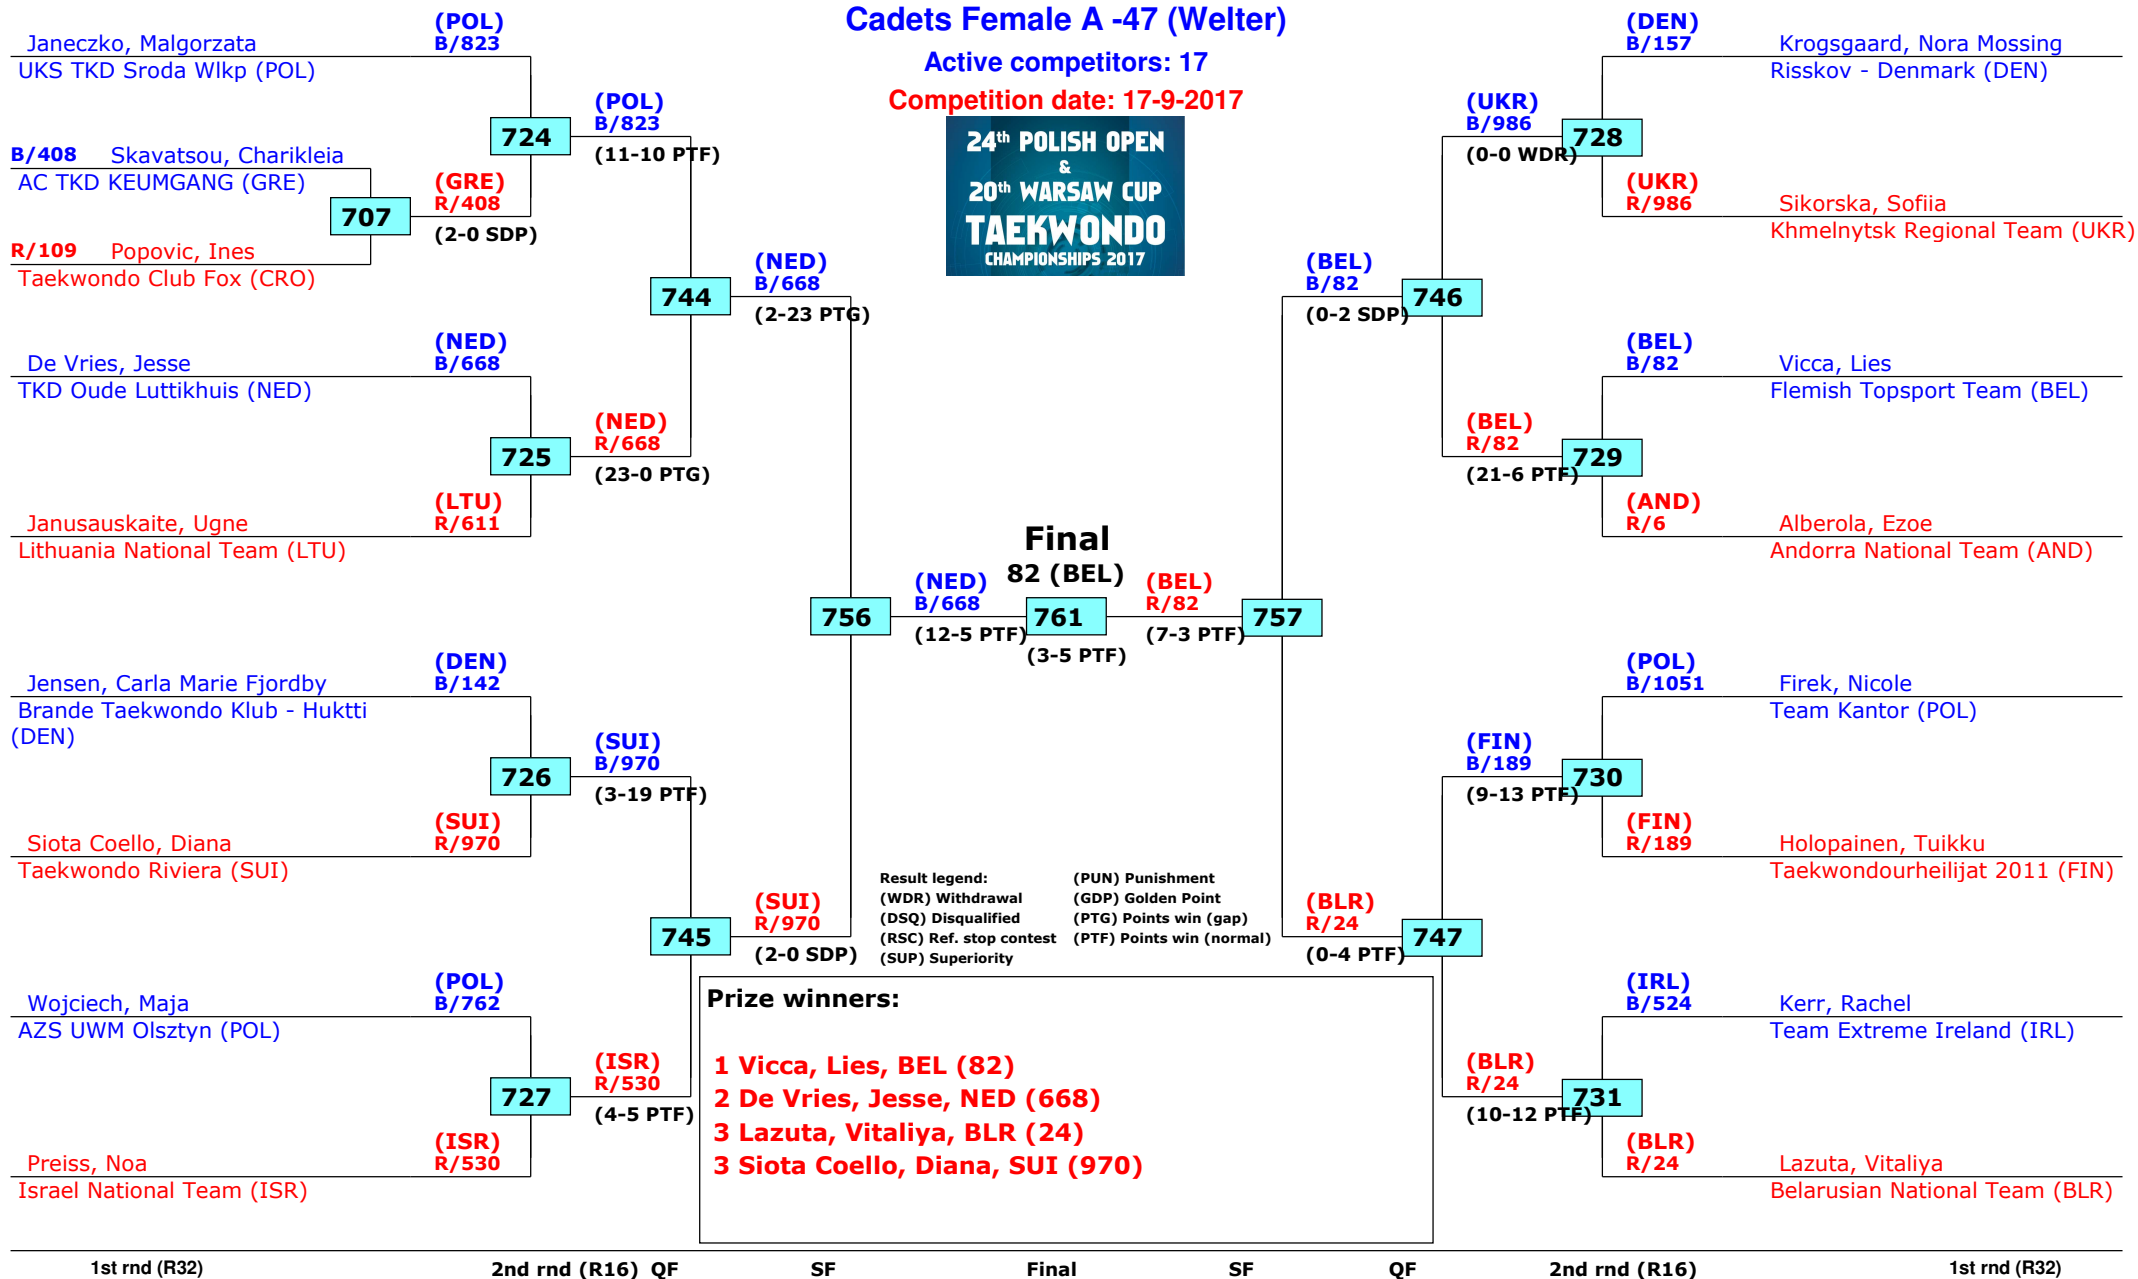 Cadets Female A -47 (Welter)
Active competitors: 17
Competition date: 17-9-2017
24th POLISH OPEN
&
20th WARSAW CUP
TAEKWONDO
CHAMPIONSHIPS 2017
Janeczko, Malgorzata
UKS TKD Sroda Wlkp (POL)
(POL)
B/823
B/408 Skavatsou, Charikleia
AC TKD KEUMGANG (GRE)
R/109 Popovic, Ines
Taekwondo Club Fox (CRO)
707
(GRE)
R/408
(2-0 SDP)
724
(POL)
B/823
(11-10 PTF)
De Vries, Jesse
TKD Oude Luttikhuis (NED)
(NED)
B/668
Janusauskaite, Ugne
Lithuania National Team (LTU)
(LTU)
R/611
725
(NED)
R/668
(23-0 PTG)
744
(NED)
B/668
(2-23 PTG)
Jensen, Carla Marie Fjordby
Brande Taekwondo Klub - Huktti
(DEN)
(DEN)
B/142
Siota Coello, Diana
Taekwondo Riviera (SUI)
(SUI)
R/970
726
(SUI)
B/970
(3-19 PTF)
Wojciech, Maja
AZS UWM Olsztyn (POL)
(POL)
B/762
Preiss, Noa
Israel National Team (ISR)
(ISR)
R/530
727
(ISR)
R/530
(4-5 PTF)
745
(SUI)
R/970
(2-0 SDP)
756
(NED)
B/668
(12-5 PTF)
Final
82 (BEL)
761
(3-5 PTF)
(BEL)
R/82
(7-3 PTF)
757
(BEL)
B/82
(0-2 SDP)
746
(UKR)
B/986
(0-0 WDR)
728
(DEN)
B/157
Krogsgaard, Nora Mossing
Risskov - Denmark (DEN)
(UKR)
R/986
Sikorska, Sofiia
Khmelnytsk Regional Team (UKR)
(BEL)
R/82
(21-6 PTF)
729
(BEL)
B/82
Vicca, Lies
Flemish Topsport Team (BEL)
(AND)
R/6
Alberola, Ezoe
Andorra National Team (AND)
(BLR)
R/24
(0-4 PTF)
747
(FIN)
B/189
(9-13 PTF)
730
(POL)
B/1051
Firek, Nicole
Team Kantor (POL)
(FIN)
R/189
Holopainen, Tuikku
Taekwondourheilijat 2011 (FIN)
(BLR)
R/24
(10-12 PTF)
731
(IRL)
B/524
Kerr, Rachel
Team Extreme Ireland (IRL)
(BLR)
R/24
Lazuta, Vitaliya
Belarusian National Team (BLR)
Result legend:
(WDR) Withdrawal
(DSQ) Disqualified
(RSC) Ref. stop contest
(SUP) Superiority
(PUN) Punishment
(GDP) Golden Point
(PTG) Points win (gap)
(PTF) Points win (normal)
Prize winners:
1 Vicca, Lies, BEL (82)
2 De Vries, Jesse, NED (668)
3 Lazuta, Vitaliya, BLR (24)
3 Siota Coello, Diana, SUI (970)
1st rnd (R32) 2nd rnd (R16) QF SF Final SF QF 2nd rnd (R16) 1st rnd (R32)